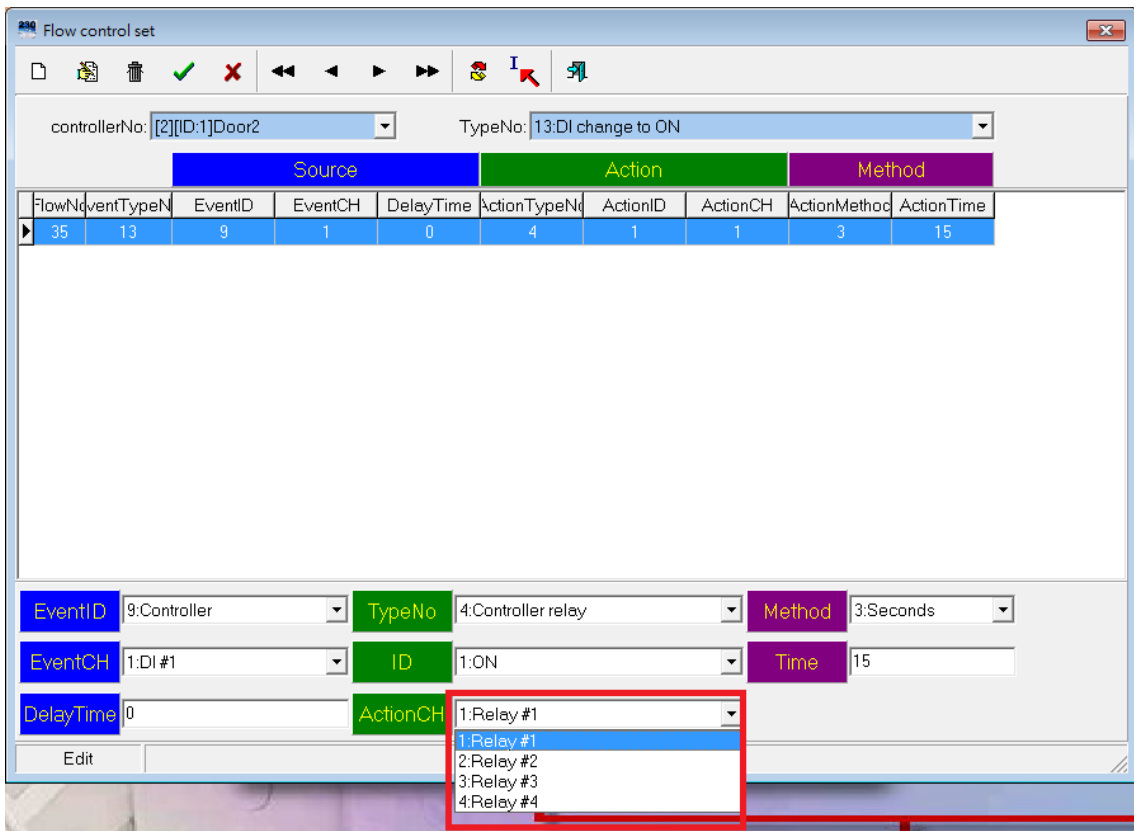 Flow control set
controllerNo: [2][ID:1]Door2 TypeNo: 13:DI change to ON
Source Action Method
FlowNo ventTypeN EventID EventCH DelayTime ActionTypeNo ActionID ActionCH ActionMethod ActionTime
35 13 9 1 0 4 1 1 3 15
EventID 9:Controller TypeNo 4:Controller relay Method 3:Seconds
EventCH 1:DI #1 ID 1:ON Time 15
DelayTime 0 ActionCH 1:Relay #1
1:Relay #1
2:Relay #2
3:Relay #3
4:Relay #4
Edit